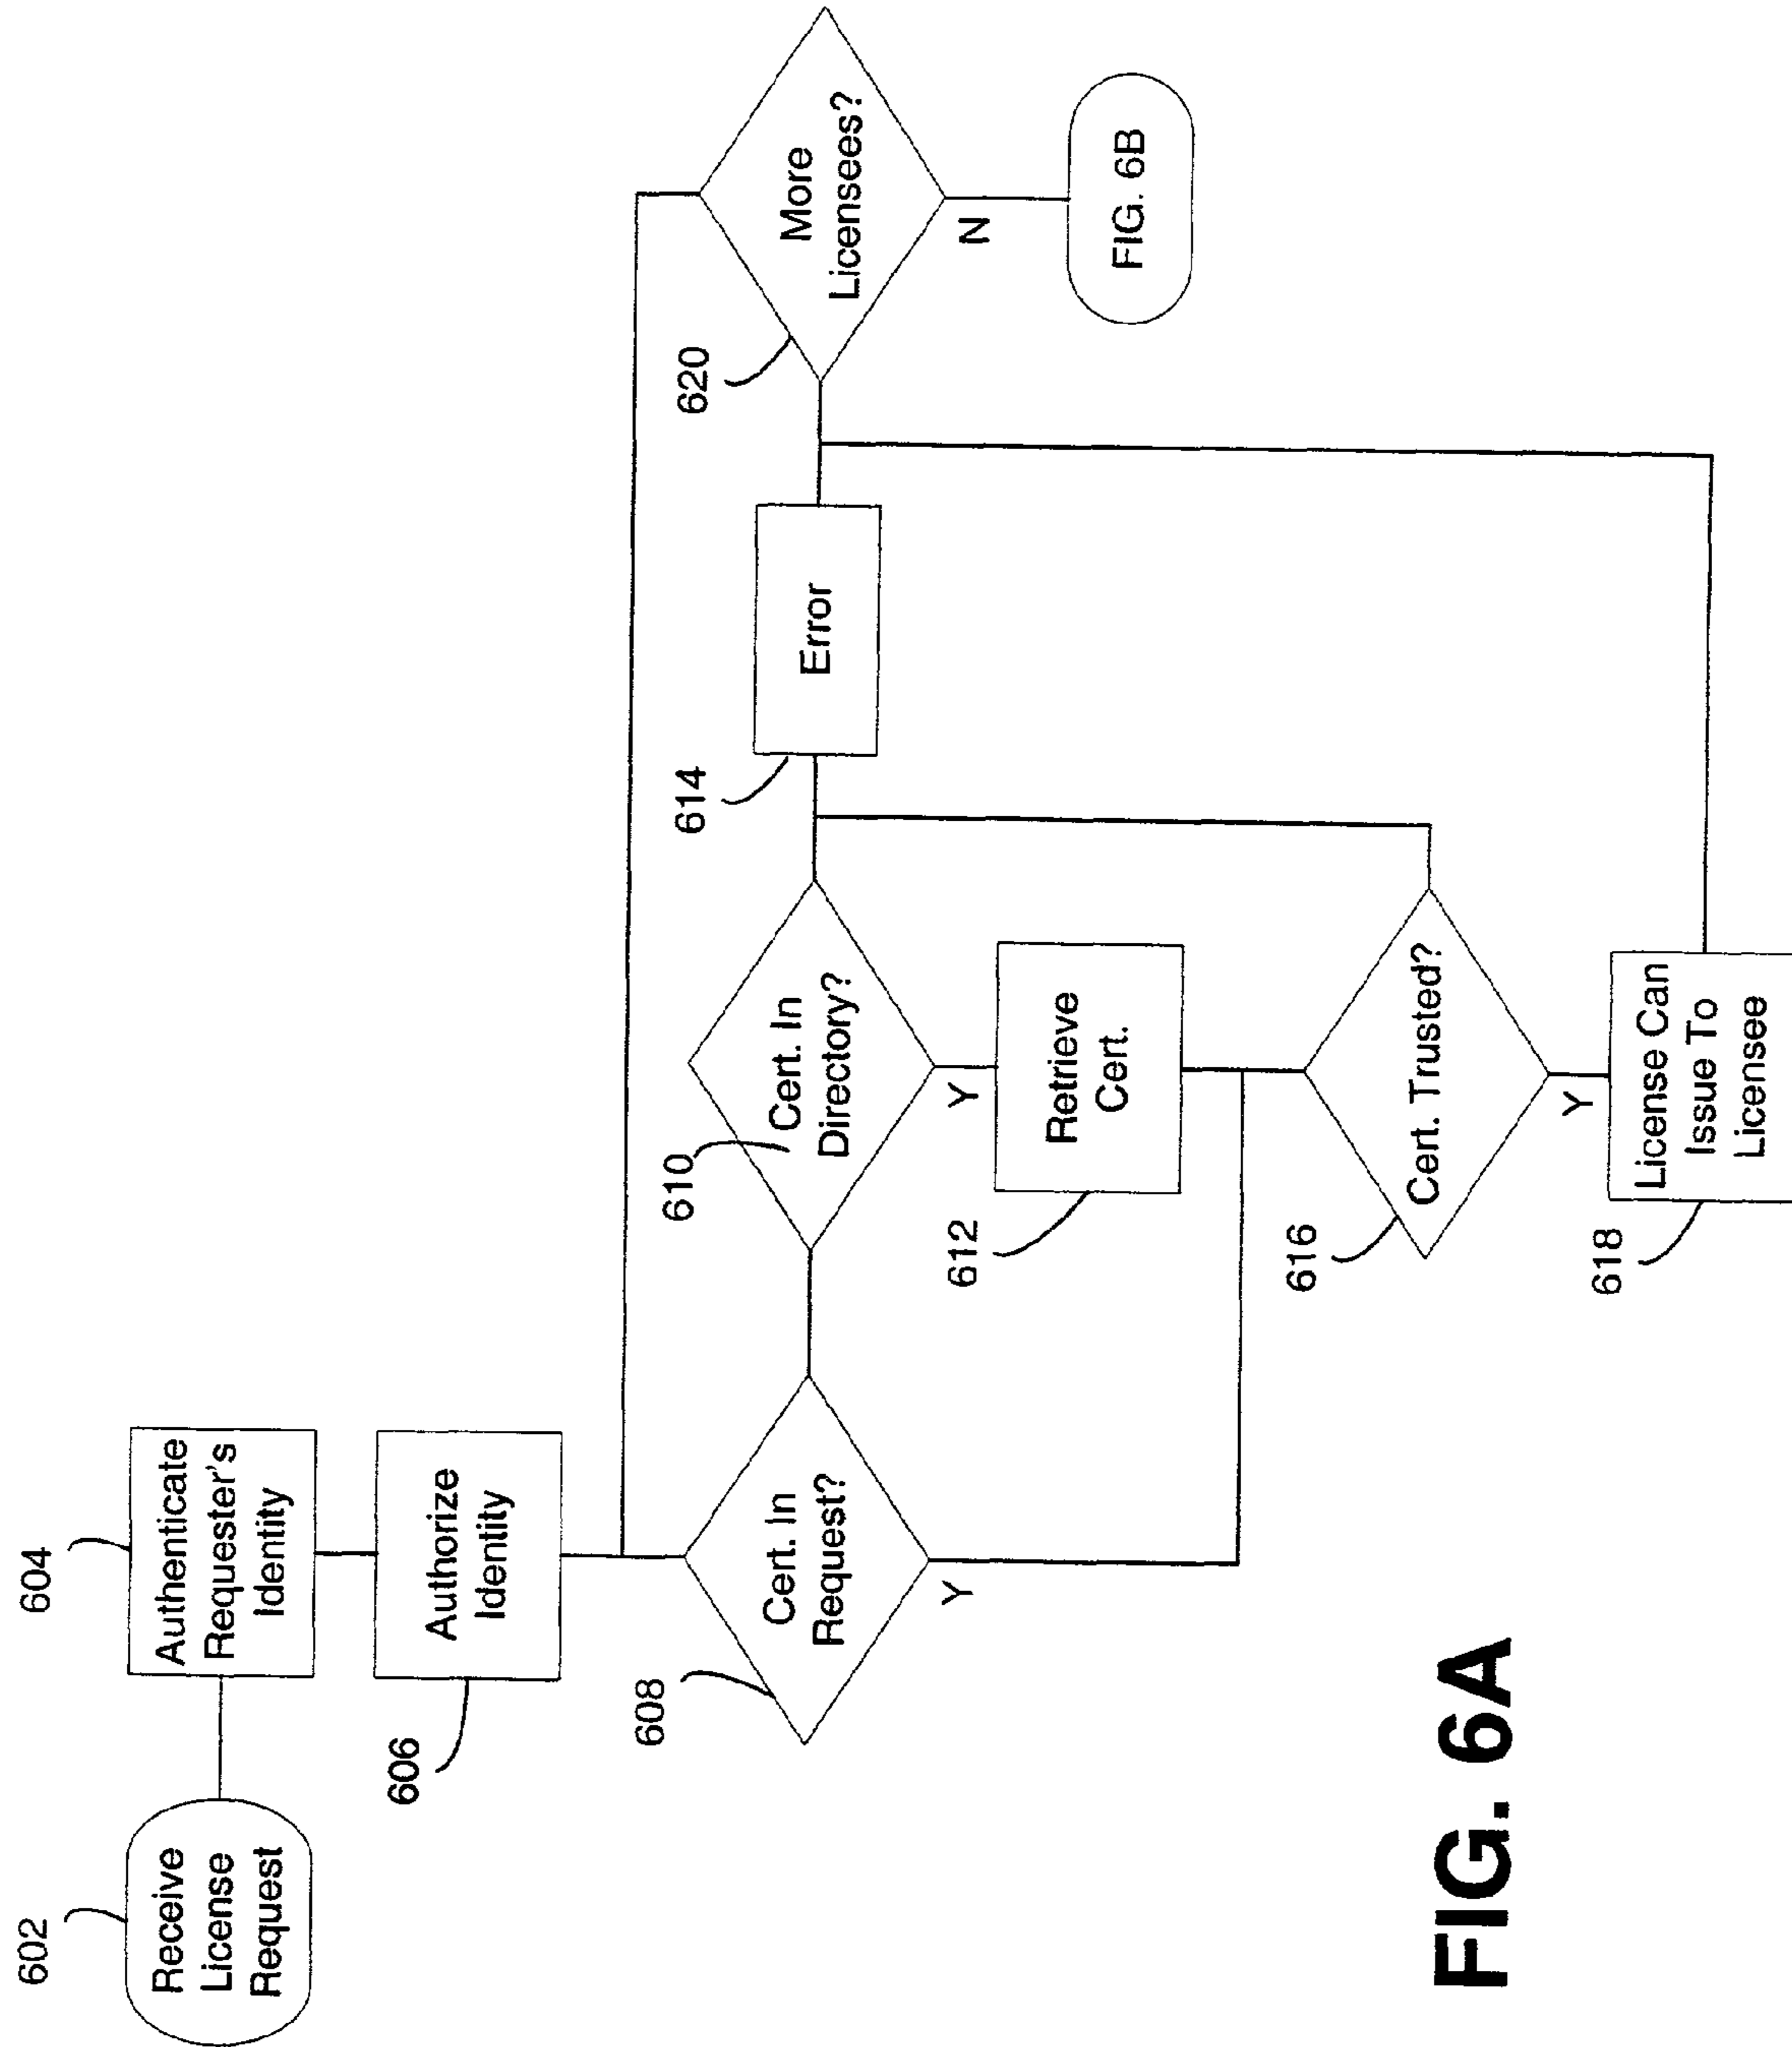 602
Receive
License
Request
604
Authenticate
Requester's
Identity
606
Authorize
Identity
608
Cert. In
Request?
Y
610
Cert. In
Directory?
Y
612
Retrieve
Cert.
614
Error
616
Cert. Trusted?
Y
618
License Can
Issue To
Licensee
620
More
Licensees?
N
FIG. 6B
FIG. 6A